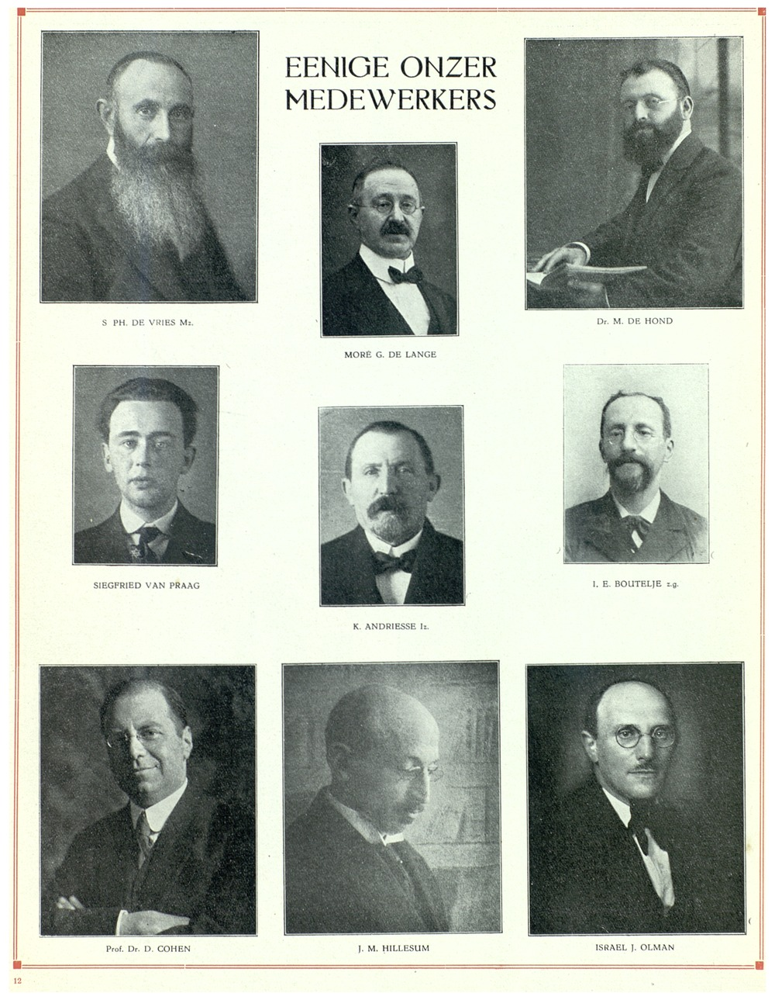 EENIGE ONZER
MEDEWERKERS
S PH. DE VRIES Mz.
MORÉ G. DE LANGE
Dr. M. DE HOND
SIEGFRIED VAN PRAAG
K. ANDRIESSE Iz.
I. E. BOUTELJE z.g.
Prof. Dr. D. COHEN
J. M. HILLESUM
ISRAEL J. OLMAN
12